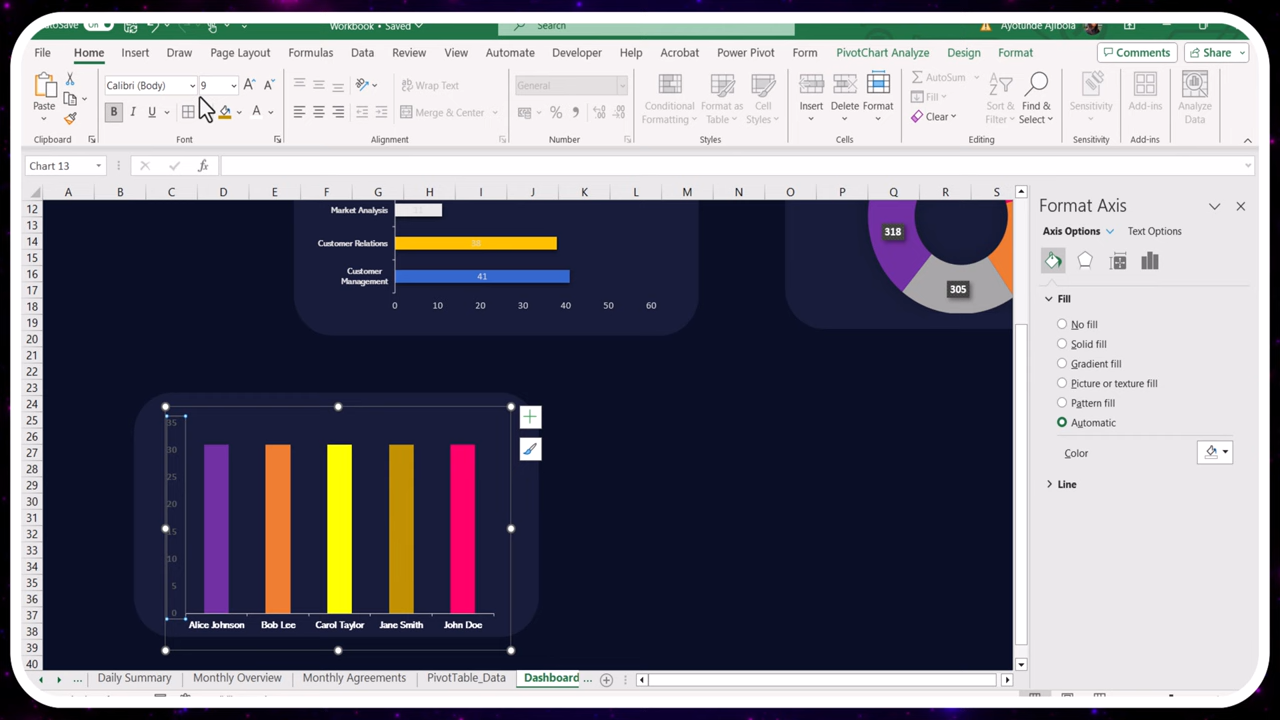 AutoSave On Workbook • Saved Search Ayotunde Ajibola
File Home Insert Draw Page Layout Formulas Data Review View Automate Developer Help Acrobat Power Pivot Form PivotChart Analyze Design Format Comments Share
Calibri (Body) 9 Wrap Text General AutoSum
Paste B I U A Merge & Center % Conditional Formatting Format as Table Cell Styles Insert Delete Format Fill Clear Sort & Filter Find & Select Sensitivity Add-ins Analyze Data
Clipboard Font Alignment Number Styles Cells Editing Sensitivity Add-ins
Chart 13 fx
A B C D E F G H I J K L M N O P Q R S
Format Axis
Axis Options Text Options
12
13
14
15
16
17
18
19
20
21
22
23
24
25
26
27
28
29
30
31
32
33
34
35
36
37
38
39
40
Market Analysis
Customer Relations 38
Customer
Management 41
0 10 20 30 40 50 60
318
305
Fill
No fill
Solid fill
Gradient fill
Picture or texture fill
Pattern fill
Automatic
Color
Line
35
30
25
20
15
10
5
0
Alice Johnson Bob Lee Carol Taylor Jane Smith John Doe
... Daily Summary Monthly Overview Monthly Agreements PivotTable_Data Dashboard ...